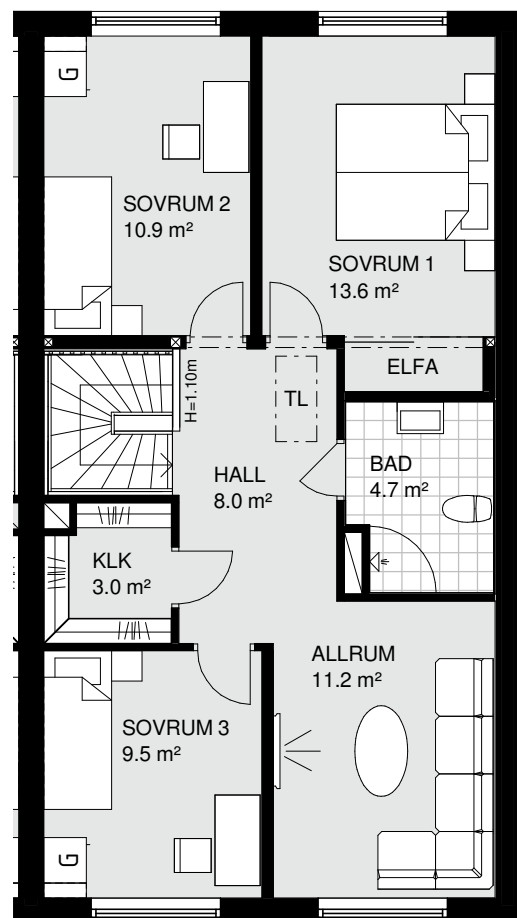 G
SOVRUM 2
10.9 m²
SOVRUM 1
13.6 m²
ELFA
H=1.10m
TL
HALL
8.0 m²
BAD
4.7 m²
KLK
3.0 m²
ALLRUM
11.2 m²
SOVRUM 3
9.5 m²
G